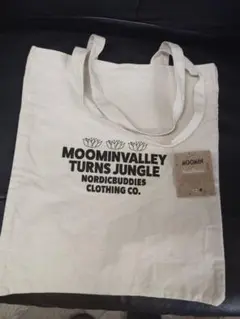 MOOMINVALLEY
TURNS JUNGLE
NORDICBUDDIES
CLOTHING CO.
MOOMIN